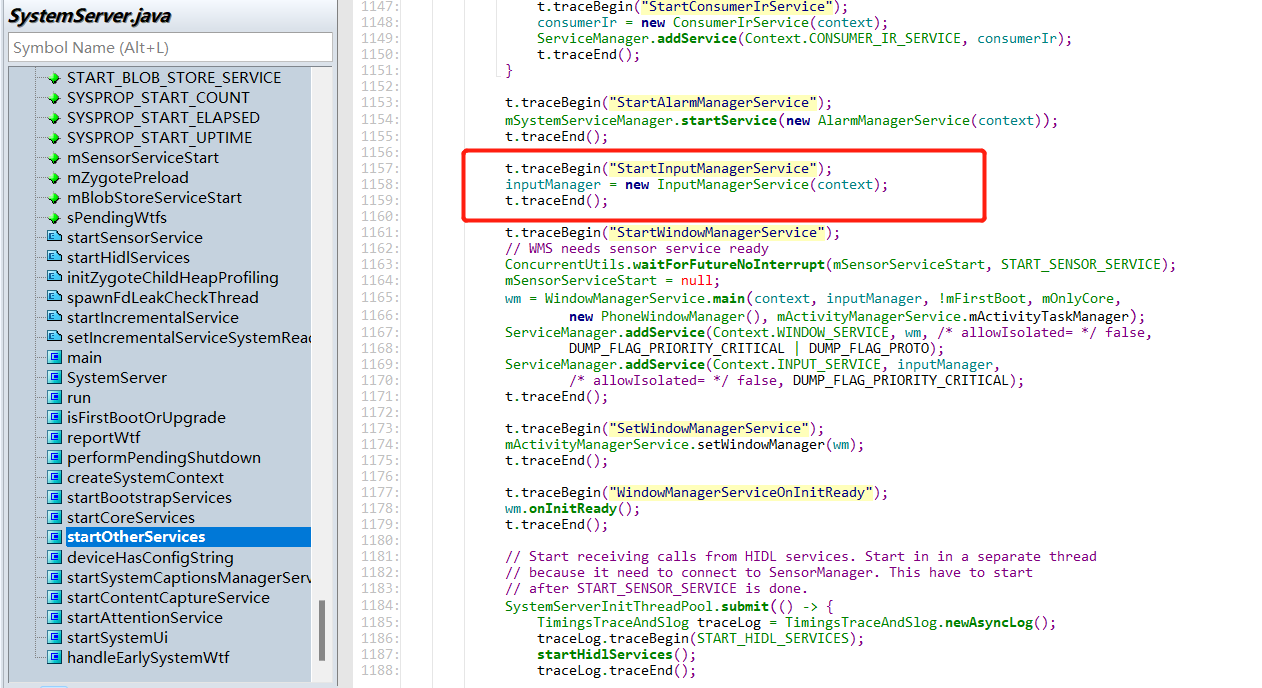 SystemServer.java
Symbol Name (Alt+L)
START_BLOB_STORE_SERVICE
SYSPROP_START_COUNT
SYSPROP_START_ELAPSED
SYSPROP_START_UPTIME
mSensorServiceStart
mZygotePreload
mBlobStoreServiceStart
sPendingWtfs
startSensorService
startHidlServices
initZygoteChildHeapProfiling
spawnFdLeakCheckThread
startIncrementalService
setIncrementalServiceSystemReac
main
SystemServer
run
isFirstBootOrUpgrade
reportWtf
performPendingShutdown
createSystemContext
startBootstrapServices
startCoreServices
startOtherServices
deviceHasConfigString
startSystemCaptionsManagerServ
startContentCaptureService
startAttentionService
startSystemUi
handleEarlySystemWtf
1147: t.traceBegin("StartConsumerIrService");
1148: consumerIr = new ConsumerIrService(context);
1149: ServiceManager.addService(Context.CONSUMER_IR_SERVICE, consumerIr);
1150: t.traceEnd();
1151: }
1152:
1153: t.traceBegin("StartAlarmManagerService");
1154: mSystemServiceManager.startService(new AlarmManagerService(context));
1155: t.traceEnd();
1156:
1157: t.traceBegin("StartInputManagerService");
1158: inputManager = new InputManagerService(context);
1159: t.traceEnd();
1160:
1161: t.traceBegin("StartWindowManagerService");
1162: // WMS needs sensor service ready
1163: ConcurrentUtils.waitForFutureNoInterrupt(mSensorServiceStart, START_SENSOR_SERVICE);
1164: mSensorServiceStart = null;
1165: wm = WindowManagerService.main(context, inputManager, !mFirstBoot, mOnlyCore,
1166: new PhoneWindowManager(), mActivityManagerService.mActivityTaskManager);
1167: ServiceManager.addService(Context.WINDOW_SERVICE, wm, /* allowIsolated= */ false,
1168: DUMP_FLAG_PRIORITY_CRITICAL | DUMP_FLAG_PROTO);
1169: ServiceManager.addService(Context.INPUT_SERVICE, inputManager,
1170: /* allowIsolated= */ false, DUMP_FLAG_PRIORITY_CRITICAL);
1171: t.traceEnd();
1172:
1173: t.traceBegin("SetWindowManagerService");
1174: mActivityManagerService.setWindowManager(wm);
1175: t.traceEnd();
1176:
1177: t.traceBegin("WindowManagerServiceOnInitReady");
1178: wm.onInitReady();
1179: t.traceEnd();
1180:
1181: // Start receiving calls from HIDL services. Start in in a separate thread
1182: // because it need to connect to SensorManager. This have to start
1183: // after START_SENSOR_SERVICE is done.
1184: SystemServerInitThreadPool.submit(() -> {
1185: TimingsTraceAndSlog traceLog = TimingsTraceAndSlog.newAsyncLog();
1186: traceLog.traceBegin(START_HIDL_SERVICES);
1187: startHidlServices();
1188: traceLog.traceEnd();